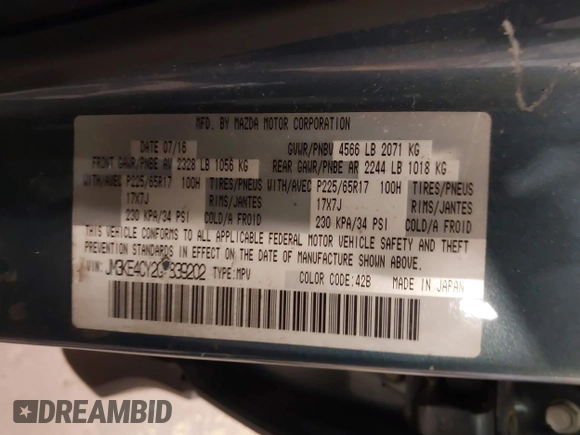 MFD. BY MAZDA MOTOR CORPORATION
DATE 07/16 GVWR/PNBV 4566 LB 2071 KG
FRONT GAWR/PNBE AV 2328 LB 1056 KG REAR GAWR/PNBE AR 2244 LB 1018 KG
WITH/AVEC P225/65R17 100H TIRES/PNEUS WITH/AVEC P225/65R17 100H TIRES/PNEUS
17X7J RIMS/JANTES 17X7J RIMS/JANTES
230 KPA/34 PSI COLD/A FROID 230 KPA/34 PSI COLD/A FROID
THIS VEHICLE CONFORMS TO ALL APPLICABLE FEDERAL MOTOR VEHICLE SAFETY AND THEFT
PREVENTION STANDARDS IN EFFECT ON THE DATE OF MANUFACTURE SHOWN ABOVE.
VIN: TYPE: MPV COLOR CODE: 42B MADE IN JAPAN
DREAMBID